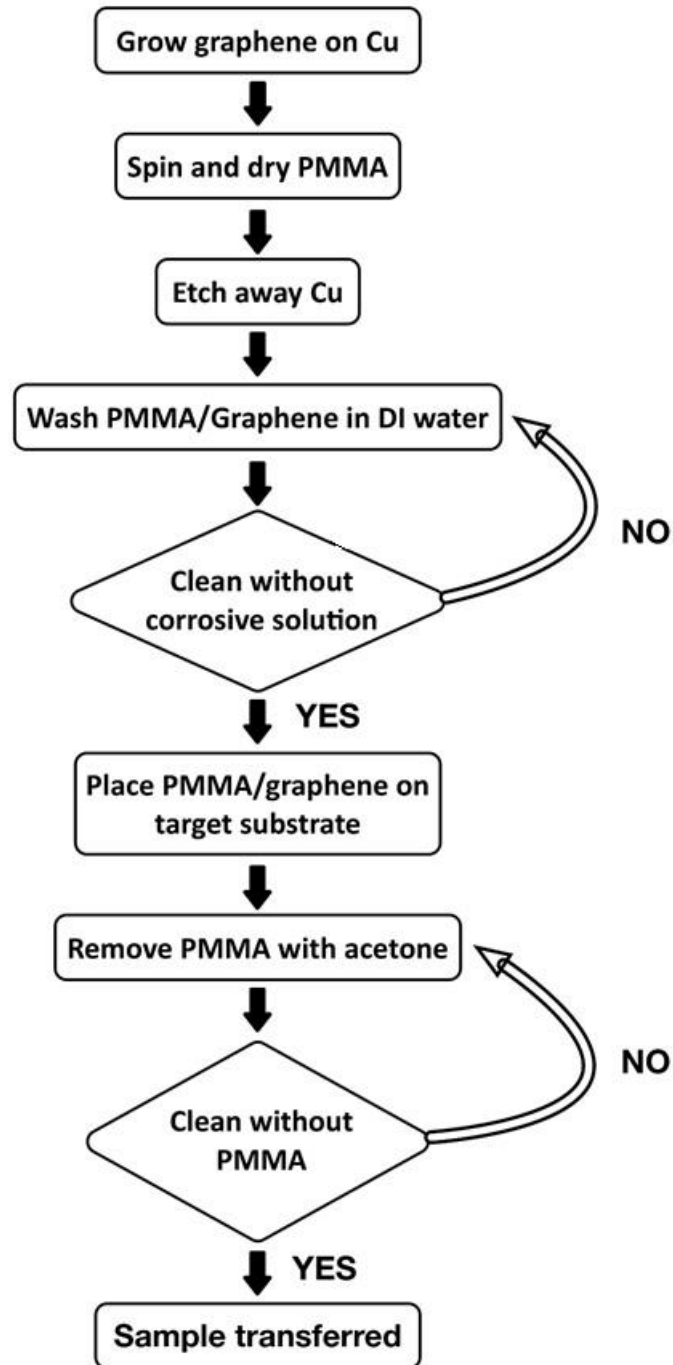 Grow graphene on Cu
Spin and dry PMMA
Etch away Cu
Wash PMMA/Graphene in DI water
NO
Clean without
corrosive solution
YES
Place PMMA/graphene on
target substrate
Remove PMMA with acetone
NO
Clean without
PMMA
YES
Sample transferred